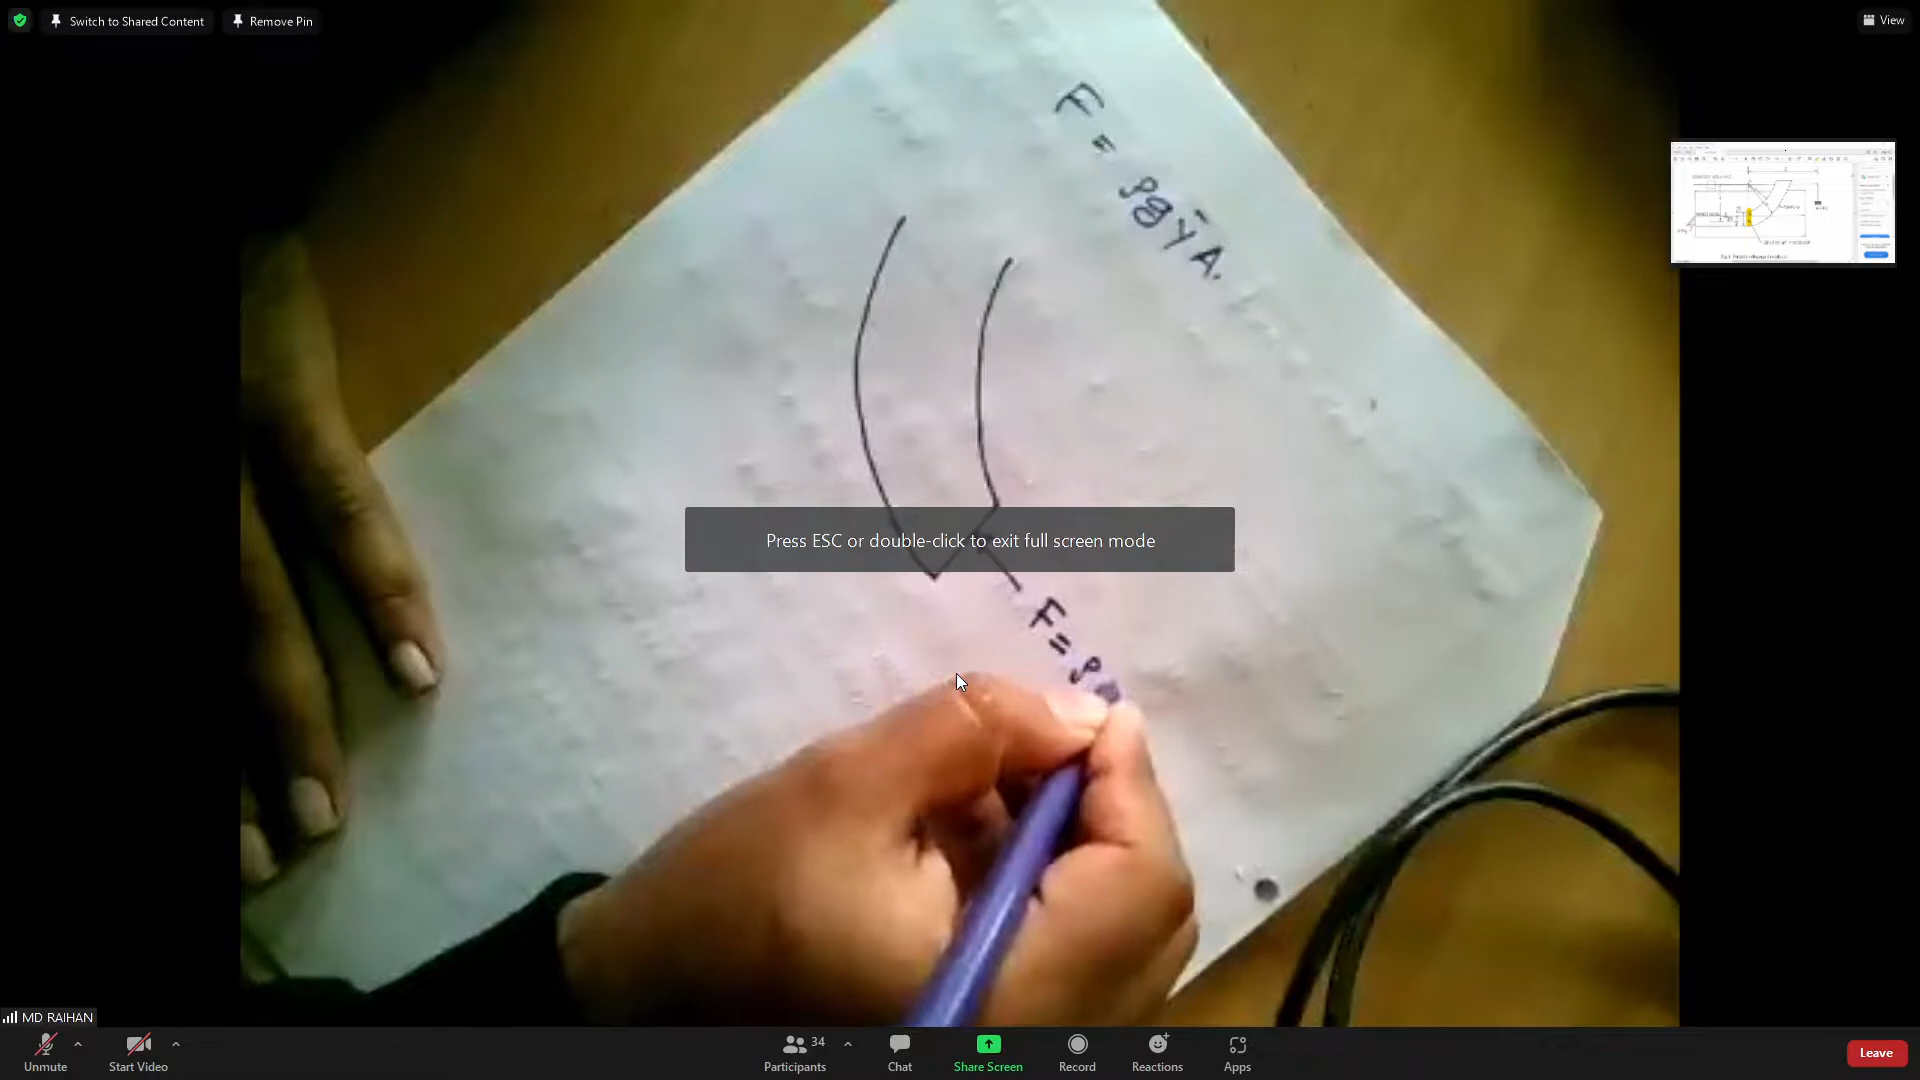 Switch to Shared Content
Remove Pin
View
F = ρgȳA.
Press ESC or double-click to exit full screen mode
F = ρ
MD RAIHAN
Unmute
Start Video
34
Participants
Chat
Share Screen
Record
Reactions
Apps
Leave